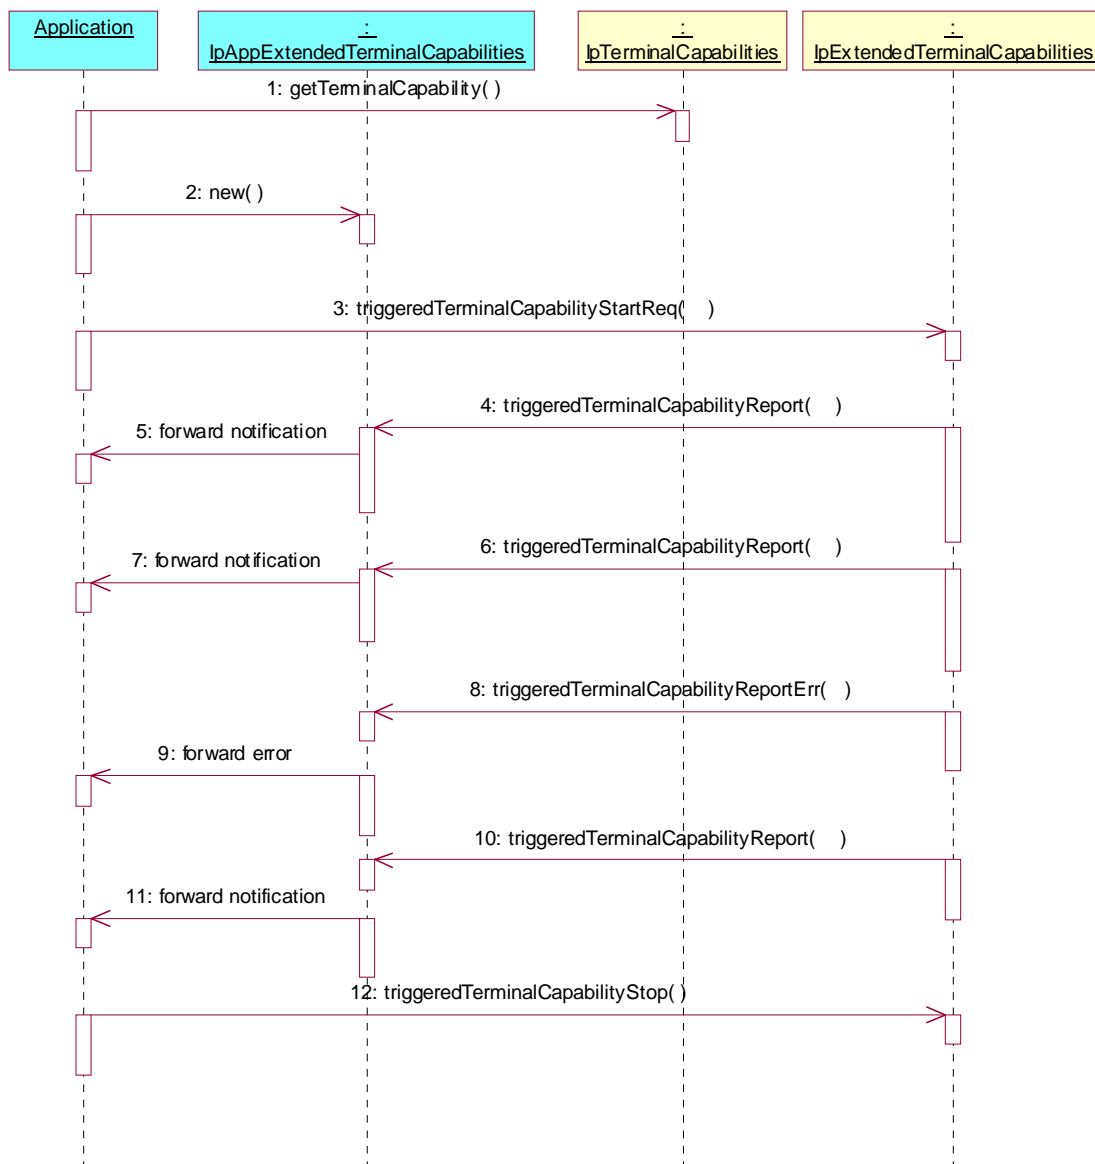 Application
:
IpAppExtendedTerminalCapabilities
:
IpTerminalCapabilities
:
IpExtendedTerminalCapabilities
1: getTerminalCapability( )
2: new( )
3: triggeredTerminalCapabilityStartReq( )
4: triggeredTerminalCapabilityReport( )
5: forward notification
6: triggeredTerminalCapabilityReport( )
7: forward notification
8: triggeredTerminalCapabilityReportErr( )
9: forward error
10: triggeredTerminalCapabilityReport( )
11: forward notification
12: triggeredTerminalCapabilityStop( )